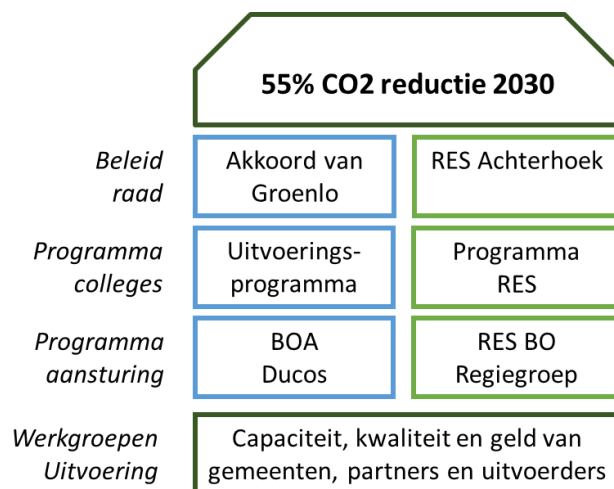 55% CO2 reductie 2030
Beleid
raad
Akkoord van
Groenlo
RES Achterhoek
Programma
colleges
Uitvoerings-
programma
Programma
RES
Programma
aansturing
BOA
Ducos
RES BO
Regiegroep
Werkgroepen
Uitvoering
Capaciteit, kwaliteit en geld van
gemeenten, partners en uitvoerders